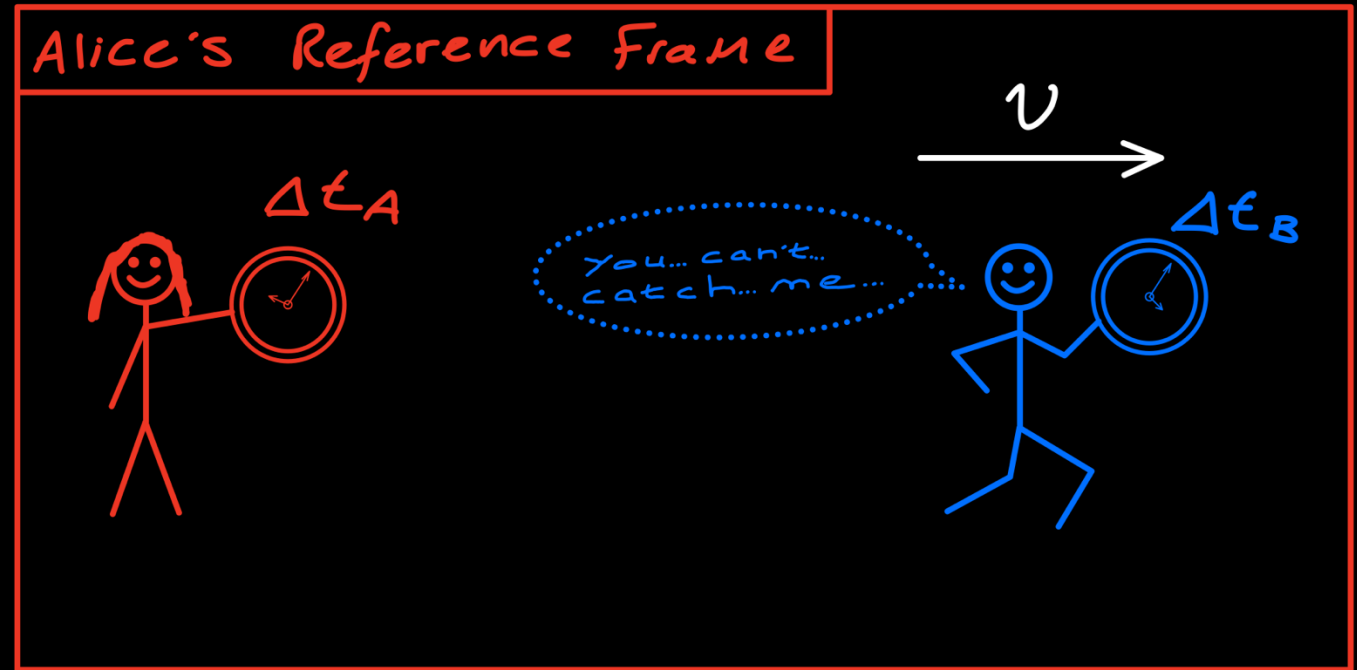 Alice's Reference Frame
v
Δt_A
Δt_B
You... can't...
catch... me...